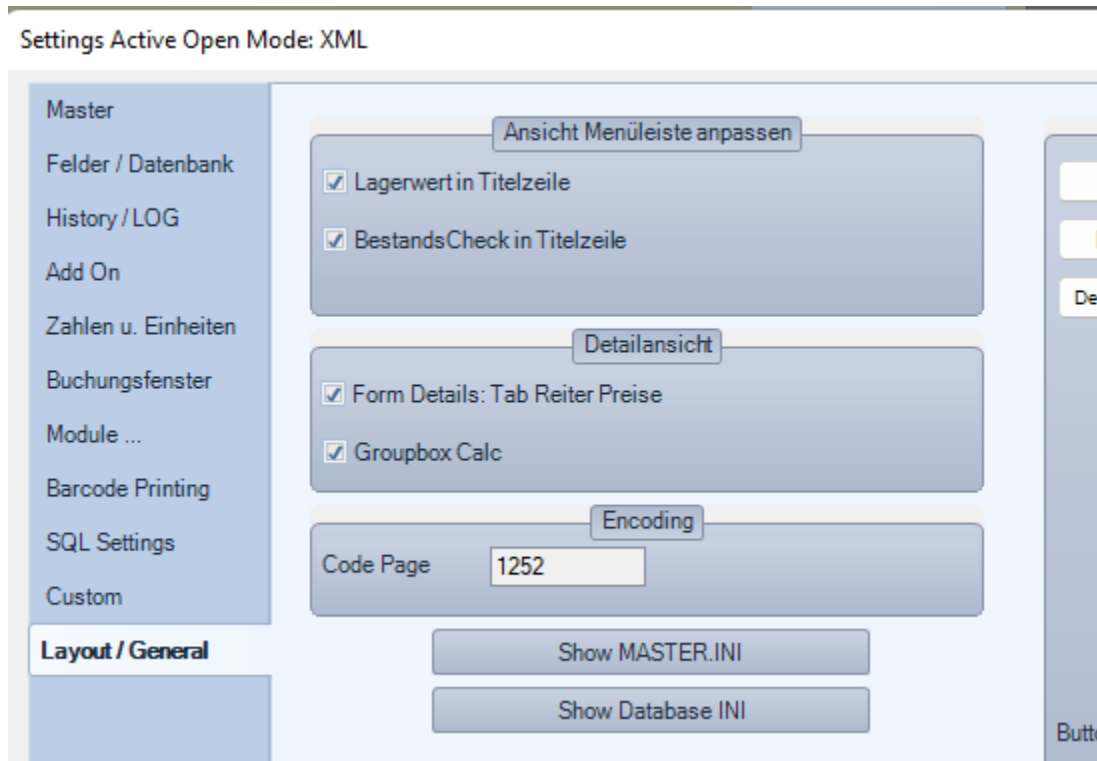 Settings Active Open Mode: XML
Master
Felder / Datenbank
History / LOG
Add On
Zahlen u. Einheiten
Buchungsfenster
Module ...
Barcode Printing
SQL Settings
Custom
Layout / General
Ansicht Menüleiste anpassen
Lagerwert in Titelzeile
BestandsCheck in Titelzeile
Detailansicht
Form Details: Tab Reiter Preise
Groupbox Calc
Encoding
Code Page 1252
Show MASTER.INI
Show Database INI
De